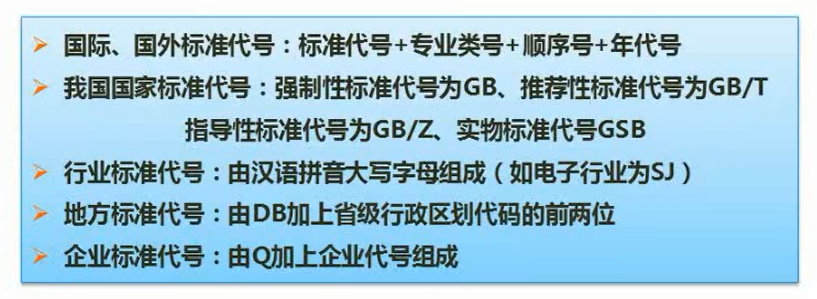 国际、国外标准代号：标准代号+专业类号+顺序号+年代号
我国国家标准代号：强制性标准代号为GB、推荐性标准代号为GB/T
指导性标准代号为GB/Z、实物标准代号GSB
行业标准代号：由汉语拼音大写字母组成（如电子行业为SJ）
地方标准代号：由DB加上省级行政区划代码的前两位
企业标准代号：由Q加上企业代号组成